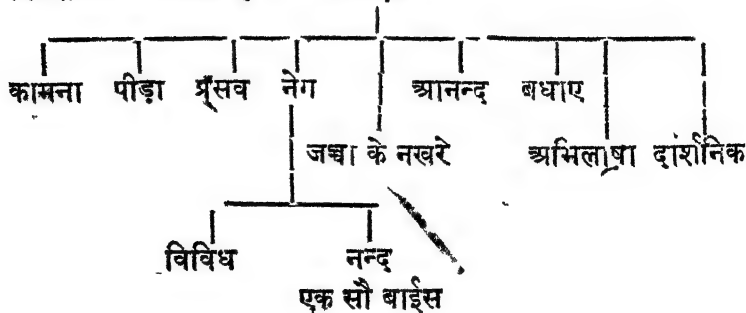 कामना पीड़ा प्रसव नेग आनन्द बधाए
जच्चा के नखरे अभिलाषा दार्शनिक
विविध नन्द
एक सौ बाईस